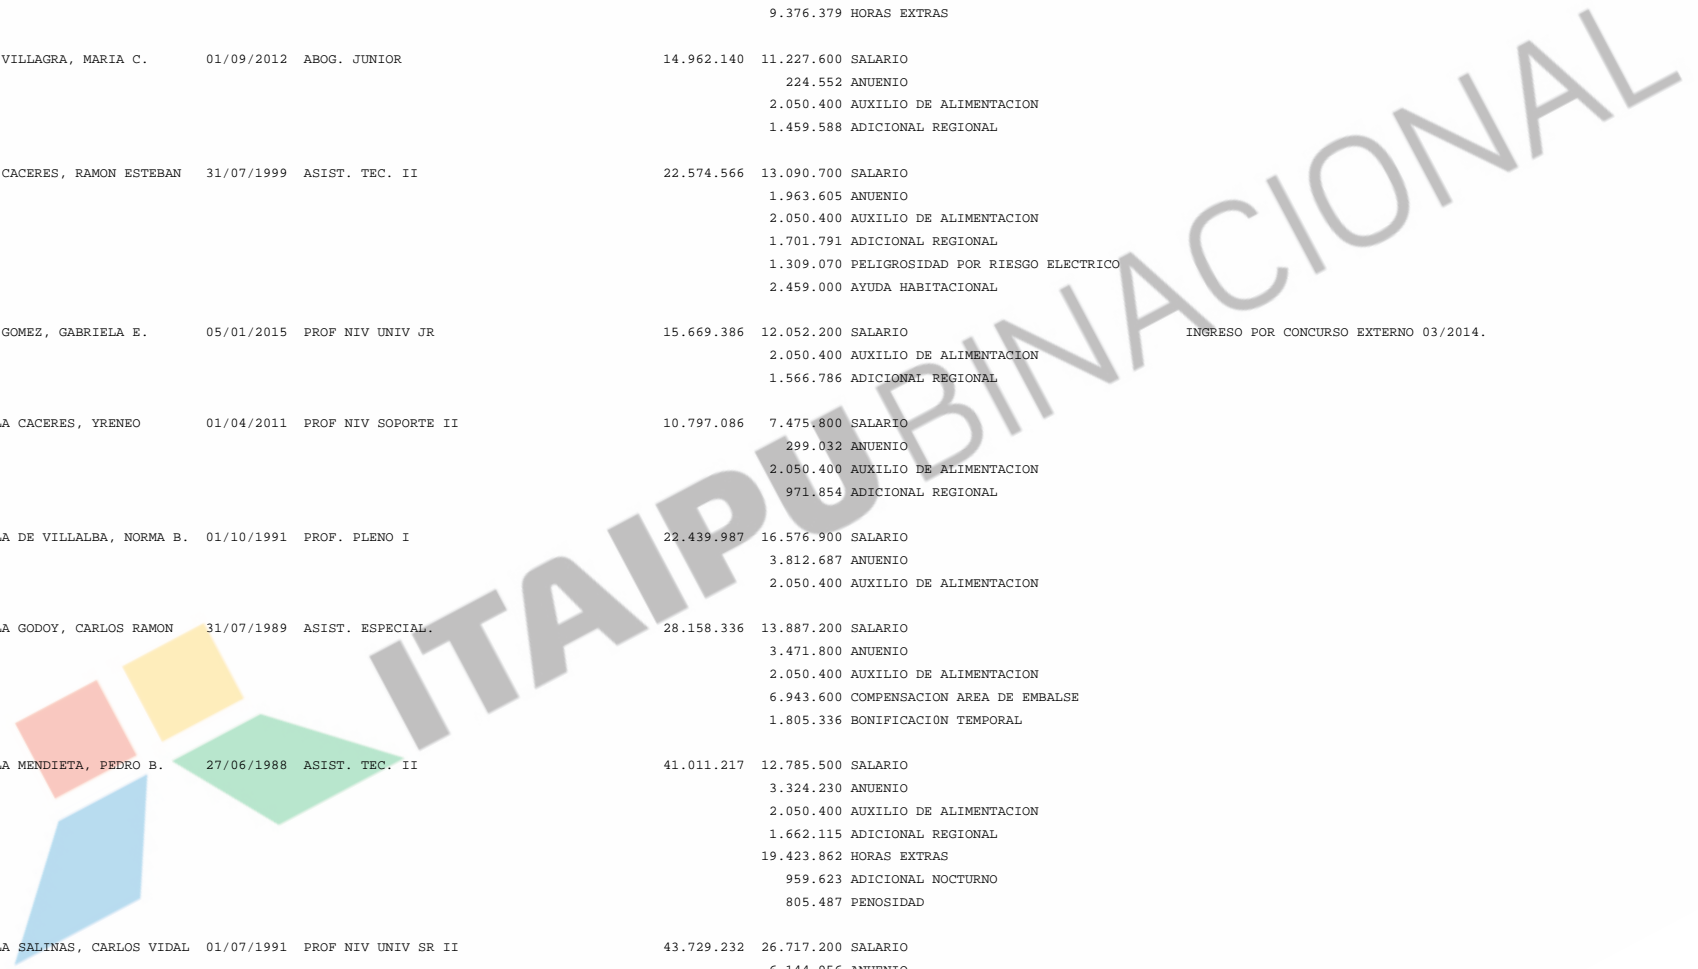 9.376.379 HORAS EXTRAS
VILLAGRA, MARIA C. 01/09/2012 ABOG. JUNIOR 14.962.140 11.227.600 SALARIO
224.552 ANUENIO
2.050.400 AUXILIO DE ALIMENTACION
1.459.588 ADICIONAL REGIONAL
CACERES, RAMON ESTEBAN 31/07/1999 ASIST. TEC. II 22.574.566 13.090.700 SALARIO
1.963.605 ANUENIO
2.050.400 AUXILIO DE ALIMENTACION
1.701.791 ADICIONAL REGIONAL
1.309.070 PELIGROSIDAD POR RIESGO ELECTRICO
2.459.000 AYUDA HABITACIONAL
GOMEZ, GABRIELA E. 05/01/2015 PROF NIV UNIV JR 15.669.386 12.052.200 SALARIO INGRESO POR CONCURSO EXTERNO 03/2014.
2.050.400 AUXILIO DE ALIMENTACION
1.566.786 ADICIONAL REGIONAL
A CACERES, YRENEO 01/04/2011 PROF NIV SOPORTE II 10.797.086 7.475.800 SALARIO
299.032 ANUENIO
2.050.400 AUXILIO DE ALIMENTACION
971.854 ADICIONAL REGIONAL
A DE VILLALBA, NORMA B. 01/10/1991 PROF. PLENO I 22.439.987 16.576.900 SALARIO
3.812.687 ANUENIO
2.050.400 AUXILIO DE ALIMENTACION
A GODOY, CARLOS RAMON 31/07/1989 ASIST. ESPECIAL. 28.158.336 13.887.200 SALARIO
3.471.800 ANUENIO
2.050.400 AUXILIO DE ALIMENTACION
6.943.600 COMPENSACION AREA DE EMBALSE
1.805.336 BONIFICACI0N TEMPORAL
A MENDIETA, PEDRO B. 27/06/1988 ASIST. TEC. II 41.011.217 12.785.500 SALARIO
3.324.230 ANUENIO
2.050.400 AUXILIO DE ALIMENTACION
1.662.115 ADICIONAL REGIONAL
19.423.862 HORAS EXTRAS
959.623 ADICIONAL NOCTURNO
805.487 PENOSIDAD
A SALINAS, CARLOS VIDAL 01/07/1991 PROF NIV UNIV SR II 43.729.232 26.717.200 SALARIO
6.144.956 ANUENIO
ITAIPU BINACIONAL